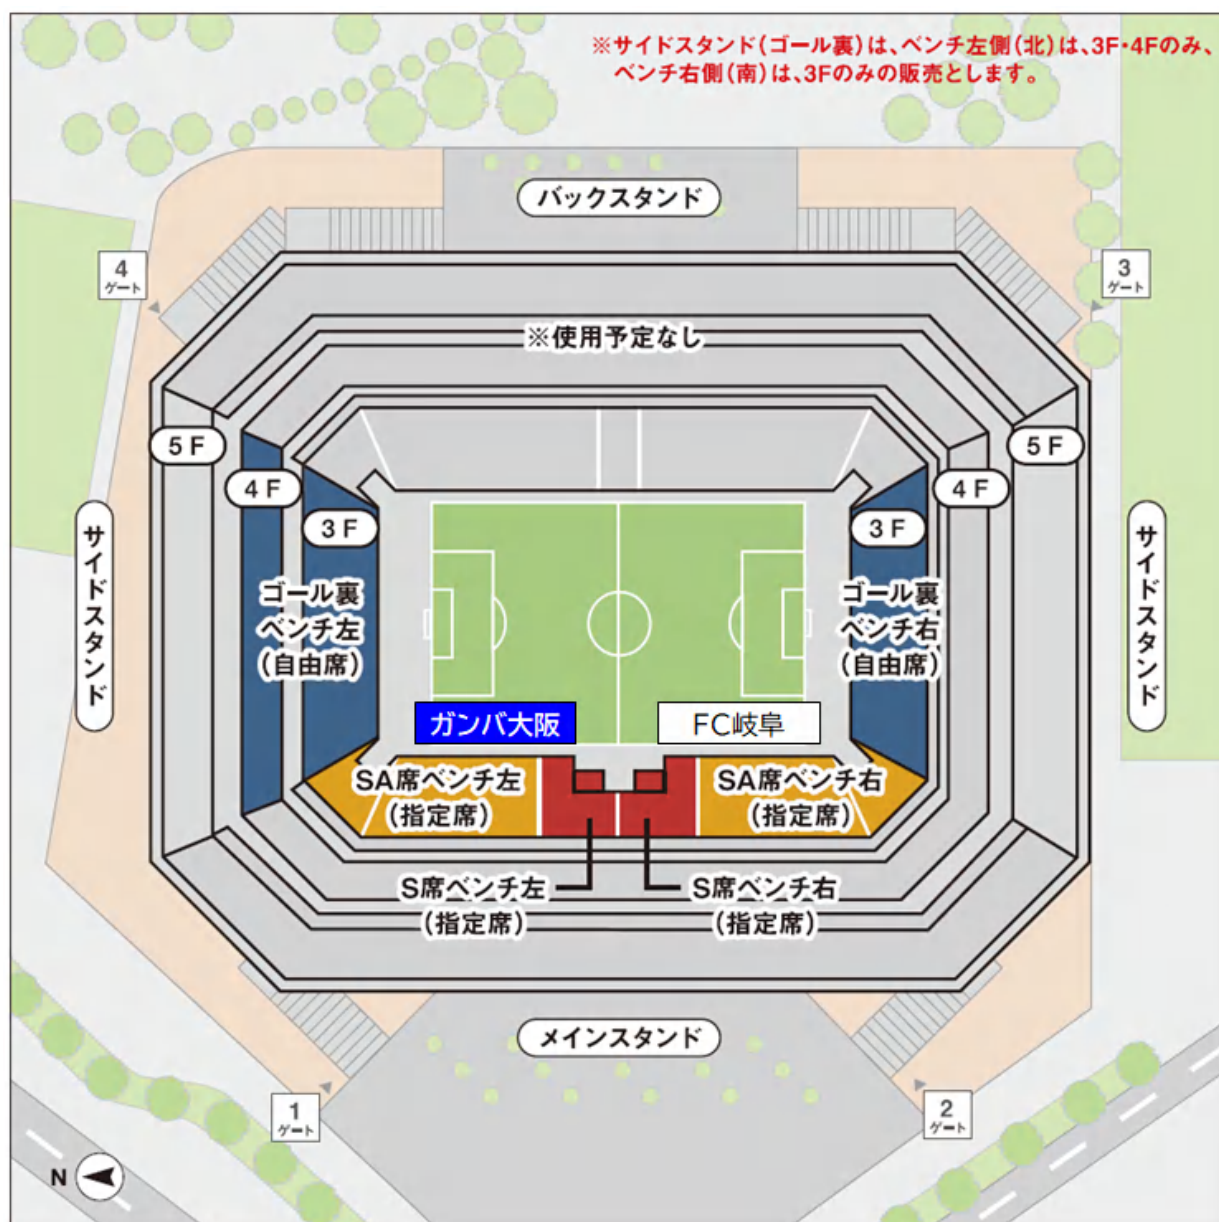 ※サイドスタンド（ゴール裏）は、ベンチ左側（北）は、3F・4Fのみ、
ベンチ右側（南）は、3Fのみの販売とします。
バックスタンド
4
ゲート
3
ゲート
※使用予定なし
5F
4F
3F
3F
4F
5F
サイドスタンド
サイドスタンド
ゴール裏
ベンチ左
（自由席）
ゴール裏
ベンチ右
（自由席）
ガンバ大阪
FC岐阜
SA席ベンチ左
（指定席）
SA席ベンチ右
（指定席）
S席ベンチ左
（指定席）
S席ベンチ右
（指定席）
メインスタンド
1
ゲート
2
ゲート
N